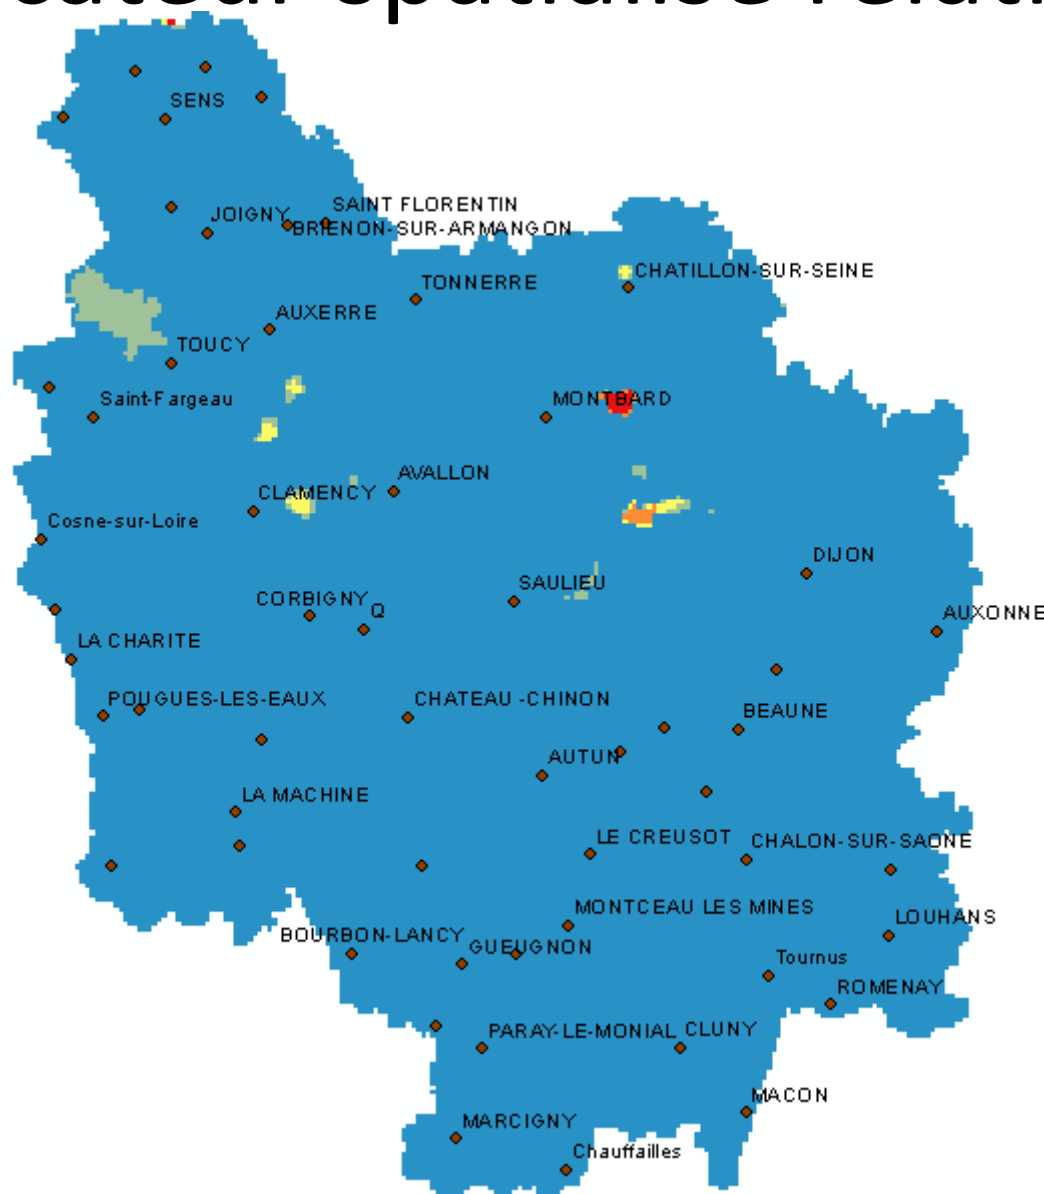 spatialisé
SENS
SAINT FLORENTIN
JOIGNY
BRIENON-SUR-ARMANGON
CHATILLON-SUR-SEINE
TONNERRE
AUXERRE
TOUCY
Saint-Fargeau
MONTBARD
AVALLON
CLAMENCY
Cosne-sur-Loire
DIJON
SAULIEU
CORBIGNY
Q
AUXONNE
LA CHARITE
POUGUES-LES-EAUX
CHATEAU -CHINON
BEAUNE
AUTUN
LA MACHINE
LE CREUSOT
CHALON-SUR-SAONE
MONTCEAU LES MINES
LOUHANS
BOURBON-LANCY
GUEUGNON
Tournus
ROMENAY
PARAY-LE-MONIAL
CLUNY
MACON
MARCIGNY
Chauffailles